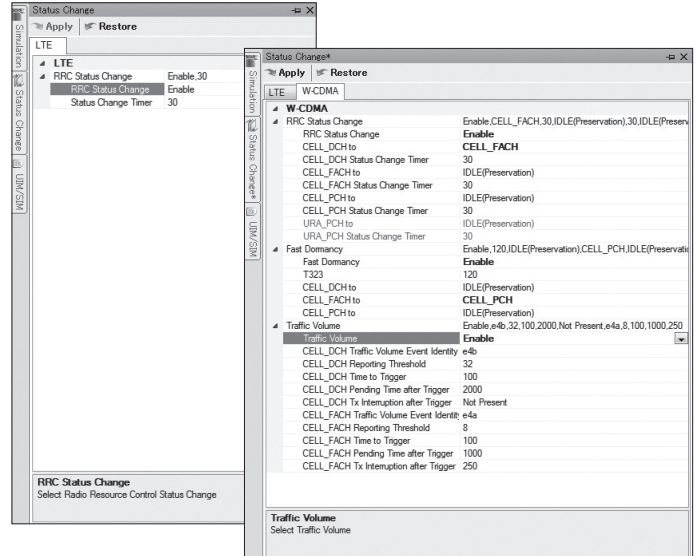 Status Change
Apply Restore
LTE
LTE
RRC Status Change Enable,30
RRC Status Change Enable
Status Change Timer 30
RRC Status Change
Select Radio Resource Control Status Change
Simulation
Status Change
UIM/SIM
Status Change*
Apply Restore
LTE W-CDMA
W-CDMA
RRC Status Change Enable,CELL_FACH,30,IDLE(Preservation),30,IDLE(Preserv
RRC Status Change Enable
CELL_DCH to CELL_FACH
CELL_DCH Status Change Timer 30
CELL_FACH to IDLE(Preservation)
CELL_FACH Status Change Timer 30
CELL_PCH to IDLE(Preservation)
CELL_PCH Status Change Timer 30
URA_PCH to IDLE(Preservation)
URA_PCH Status Change Timer 30
Fast Dormancy Enable,120,IDLE(Preservation),CELL_PCH,IDLE(Preservatio
Fast Dormancy Enable
T323 120
CELL_DCH to IDLE(Preservation)
CELL_FACH to CELL_PCH
CELL_PCH to IDLE(Preservation)
Traffic Volume Enable,e4b,32,100,2000,Not Present,e4a,8,100,1000,250
Traffic Volume Enable
CELL_DCH Traffic Volume Event Identity e4b
CELL_DCH Reporting Threshold 32
CELL_DCH Time to Trigger 100
CELL_DCH Pending Time after Trigger 2000
CELL_DCH Tx Interruption after Trigger Not Present
CELL_FACH Traffic Volume Event Identit e4a
CELL_FACH Reporting Threshold 8
CELL_FACH Time to Trigger 100
CELL_FACH Pending Time after Trigger 1000
CELL_FACH Tx Interruption after Trigger 250
Traffic Volume
Select Traffic Volume
Simulation
Status Change*
UIM/SIM